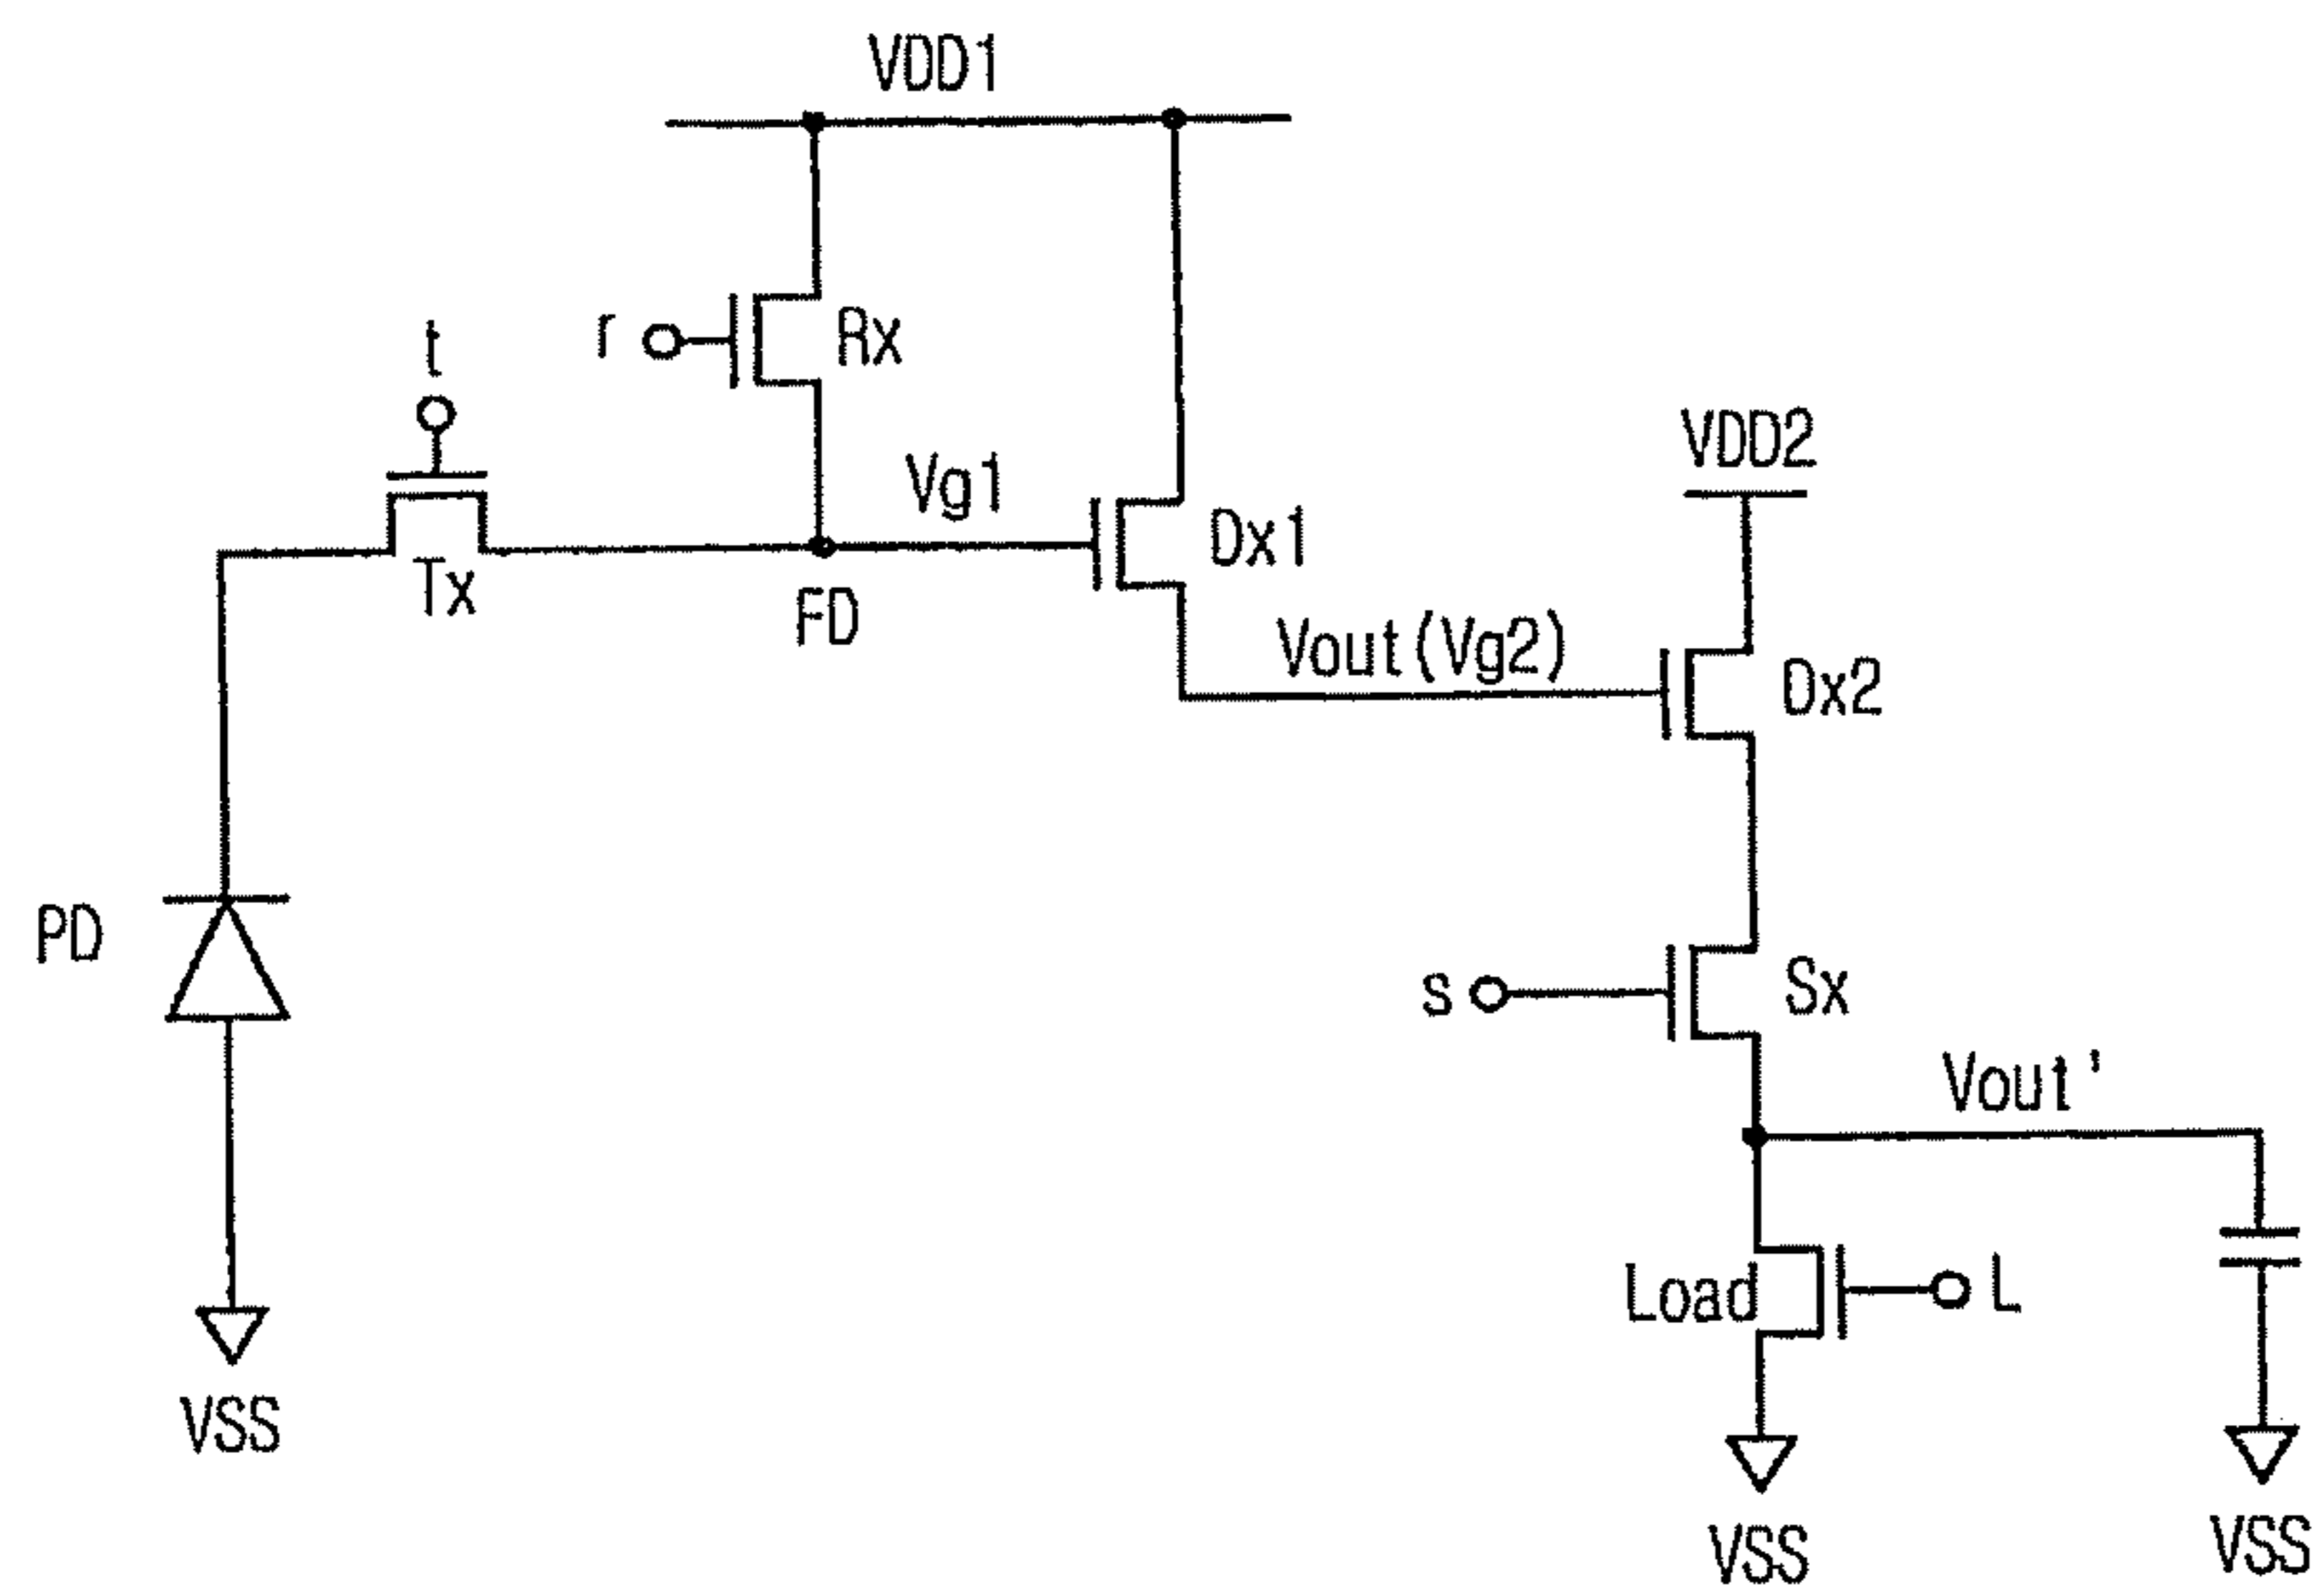 VDD1
r
Rx
t
Vg1
VDD2
Dx1
Tx
FD
Vout(Vg2)
Dx2
PD
s
Sx
Vout'
Load
L
VSS
VSS
VSS